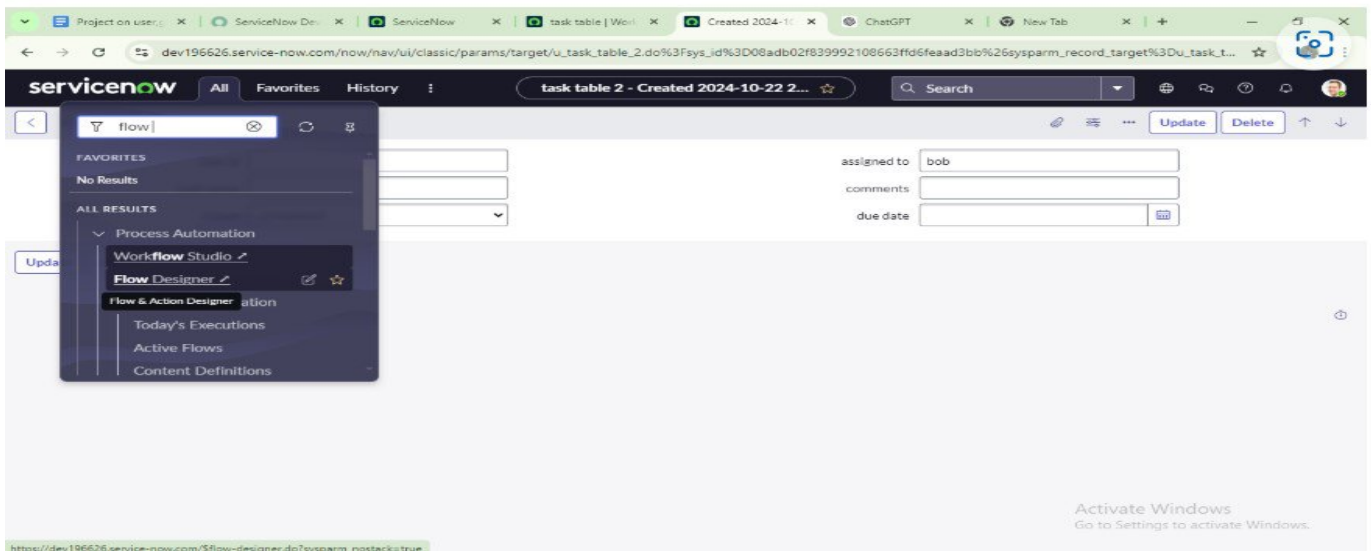 Project on user,
ServiceNow Dev
ServiceNow
task table | Worl
Created 2024-10
ChatGPT
New Tab
dev196626.service-now.com/now/nav/ui/classic/params/target/u_task_table_2.do%3Fsys_id%3D08adb02f839992108663ffd6feaad3bb%26sysparm_record_target%3Du_task_t...
servicenow
All
Favorites
History
task table 2 - Created 2024-10-22 2...
Search
flow
Update
Delete
FAVORITES
No Results
ALL RESULTS
Process Automation
Workflow Studio
Flow Designer
Flow & Action Designer
ation
Today's Executions
Active Flows
Content Definitions
assigned to
bob
comments
due date
Upda
Activate Windows
Go to Settings to activate Windows.
https://dev196626.service-now.com/$flow-designer.do?sysparm_nostack=true